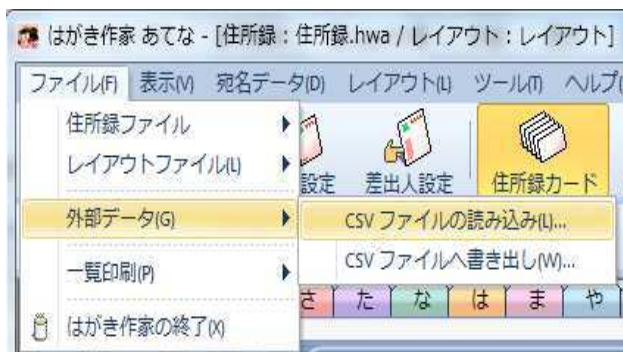 はがき作家 あてな - [住所録：住所録.hwa / レイアウト：レイアウト]
ファイル(F) 表示(V) 宛名データ(D) レイアウト(L) ツール(T) ヘルプ(
住所録ファイル
レイアウトファイル(L)
設定 差出人設定 住所録カード
外部データ(G)
CSV ファイルの読み込み(L)...
CSV ファイルへ書き出し(W)...
一覧印刷(P)
さ た な は ま や
はがき作家の終了(X)